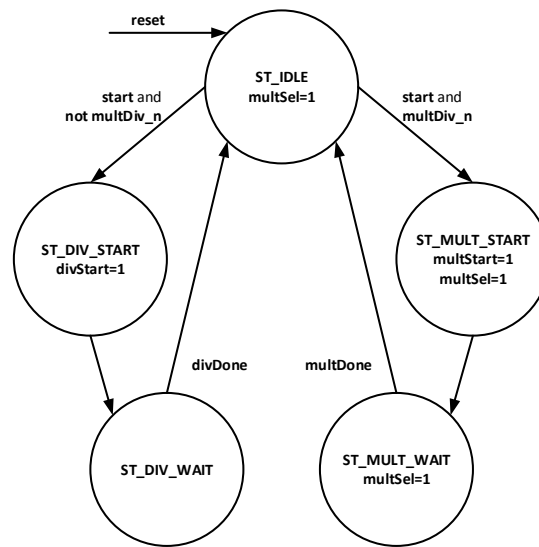 reset
ST_IDLE
multSel=1
start and
not multDiv_n
start and
multDiv_n
ST_DIV_START
divStart=1
ST_MULT_START
multStart=1
multSel=1
divDone
multDone
ST_DIV_WAIT
ST_MULT_WAIT
multSel=1